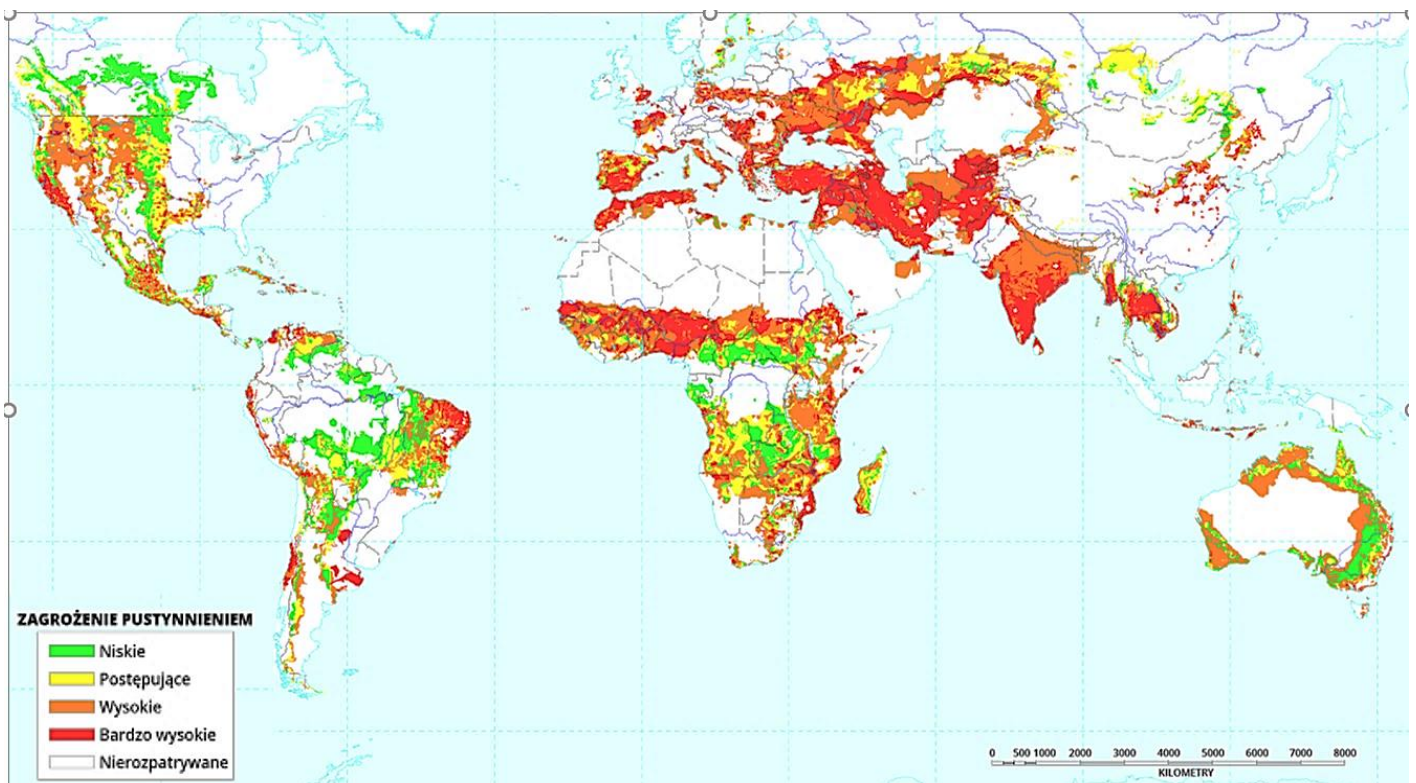 ZAGROŻENIE PUSTYNNIENIEM
Niskie
Postępujące
Wysokie
Bardzo wysokie
Nierozpatrywane
0 500 1000 2000 3000 4000 5000 6000 7000 8000
KILOMETRY